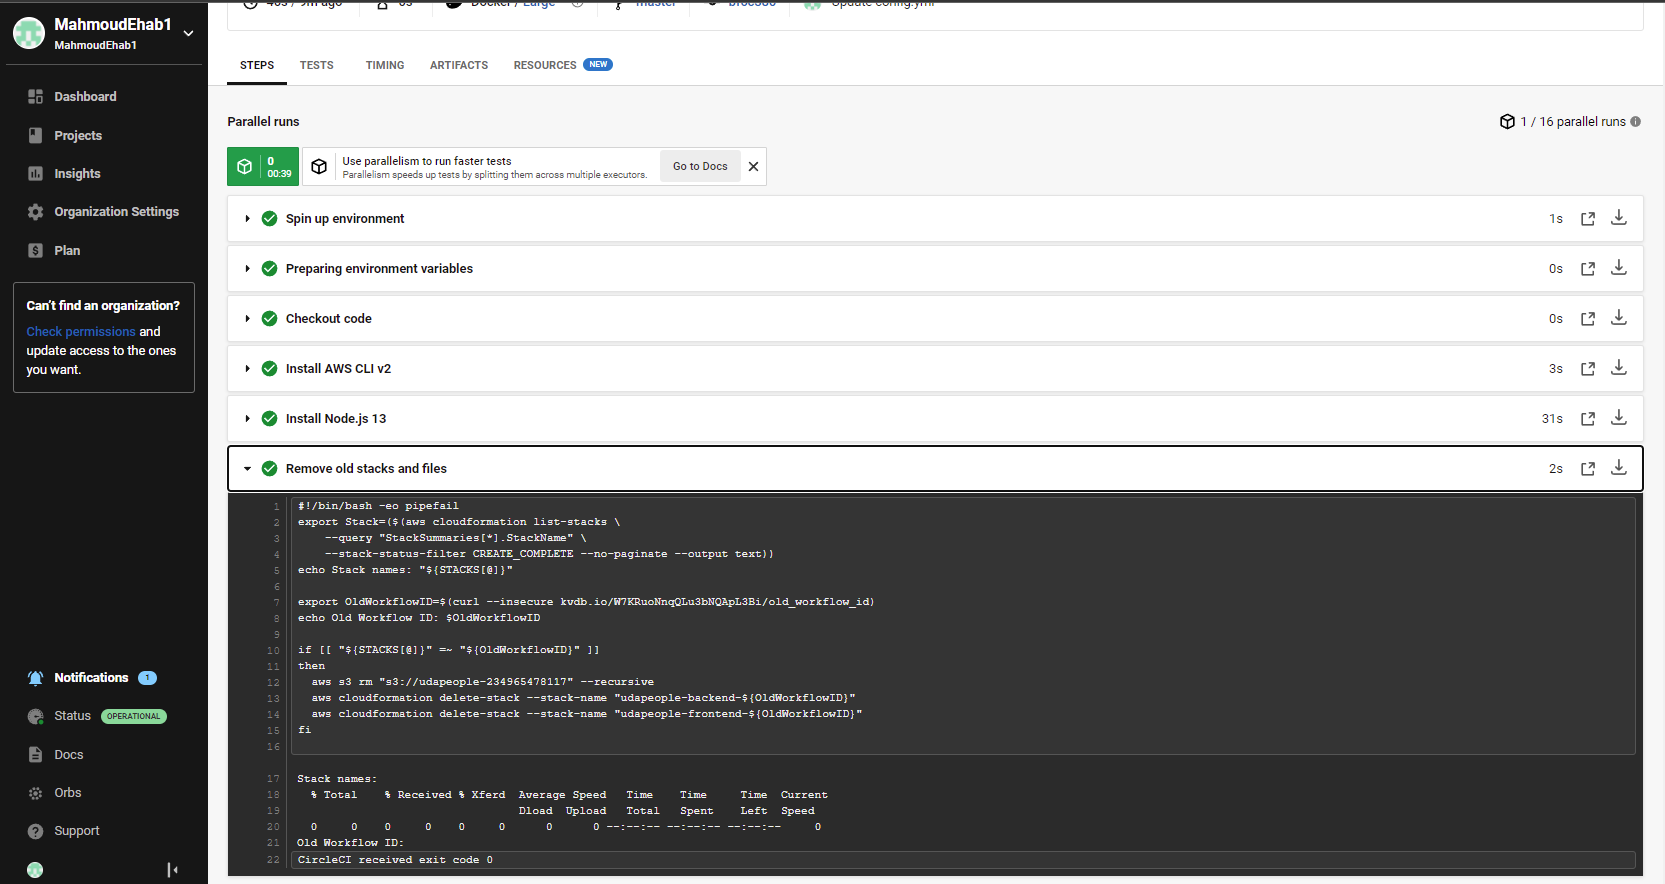 MahmoudEhab1
MahmoudEhab1
Dashboard
Projects
Insights
Organization Settings
Plan
Can't find an organization?
Check permissions and
update access to the ones
you want.
Notifications 1
Status OPERATIONAL
Docs
Orbs
Support
STEPS TESTS TIMING ARTIFACTS RESOURCES NEW
Parallel runs
1 / 16 parallel runs
0
00:39
Use parallelism to run faster tests
Parallelism speeds up tests by splitting them across multiple executors.
Go to Docs
Spin up environment 1s
Preparing environment variables 0s
Checkout code 0s
Install AWS CLI v2 3s
Install Node.js 13 31s
Remove old stacks and files 2s
1 #!/bin/bash -eo pipefail
2 export Stack=($(aws cloudformation list-stacks \
3 --query "StackSummaries[*].StackName" \
4 --stack-status-filter CREATE_COMPLETE --no-paginate --output text))
5 echo Stack names: "${STACKS[@]}"
6
7 export OldWorkflowID=$(curl --insecure kvdb.io/W7KRuoNnqQLu3bNQApL3Bi/old_workflow_id)
8 echo Old Workflow ID: $OldWorkflowID
9
10 if [[ "${STACKS[@]}" =~ "${OldWorkflowID}" ]]
11 then
12 aws s3 rm "s3://udapeople-234965478117" --recursive
13 aws cloudformation delete-stack --stack-name "udapeople-backend-${OldWorkflowID}"
14 aws cloudformation delete-stack --stack-name "udapeople-frontend-${OldWorkflowID}"
15 fi
16
17 Stack names:
18 % Total % Received % Xferd Average Speed Time Time Time Current
19 Dload Upload Total Spent Left Speed
20 0 0 0 0 0 0 0 0 --:--:-- --:--:-- --:--:-- 0
21 Old Workflow ID:
22 CircleCI received exit code 0